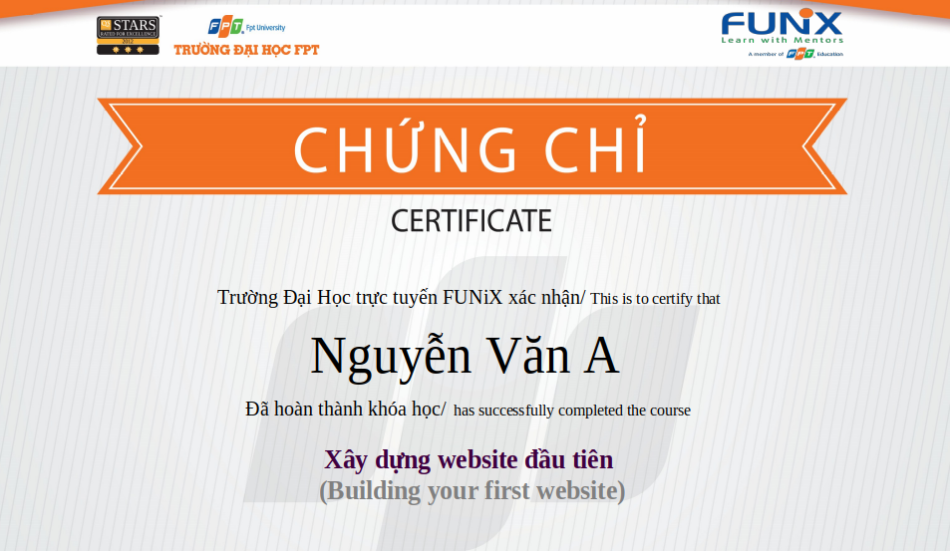 STARS
RATED FOR EXCELLENCE
2012
FPT Fpt University
TRƯỜNG ĐẠI HỌC FPT
FUNiX
Learn with Mentors
A member of FPT Education
CHỨNG CHỈ
CERTIFICATE
Trường Đại Học trực tuyến FUNiX xác nhận/ This is to certify that
Nguyễn Văn A
Đã hoàn thành khóa học/ has successfully completed the course
Xây dựng website đầu tiên
(Building your first website)